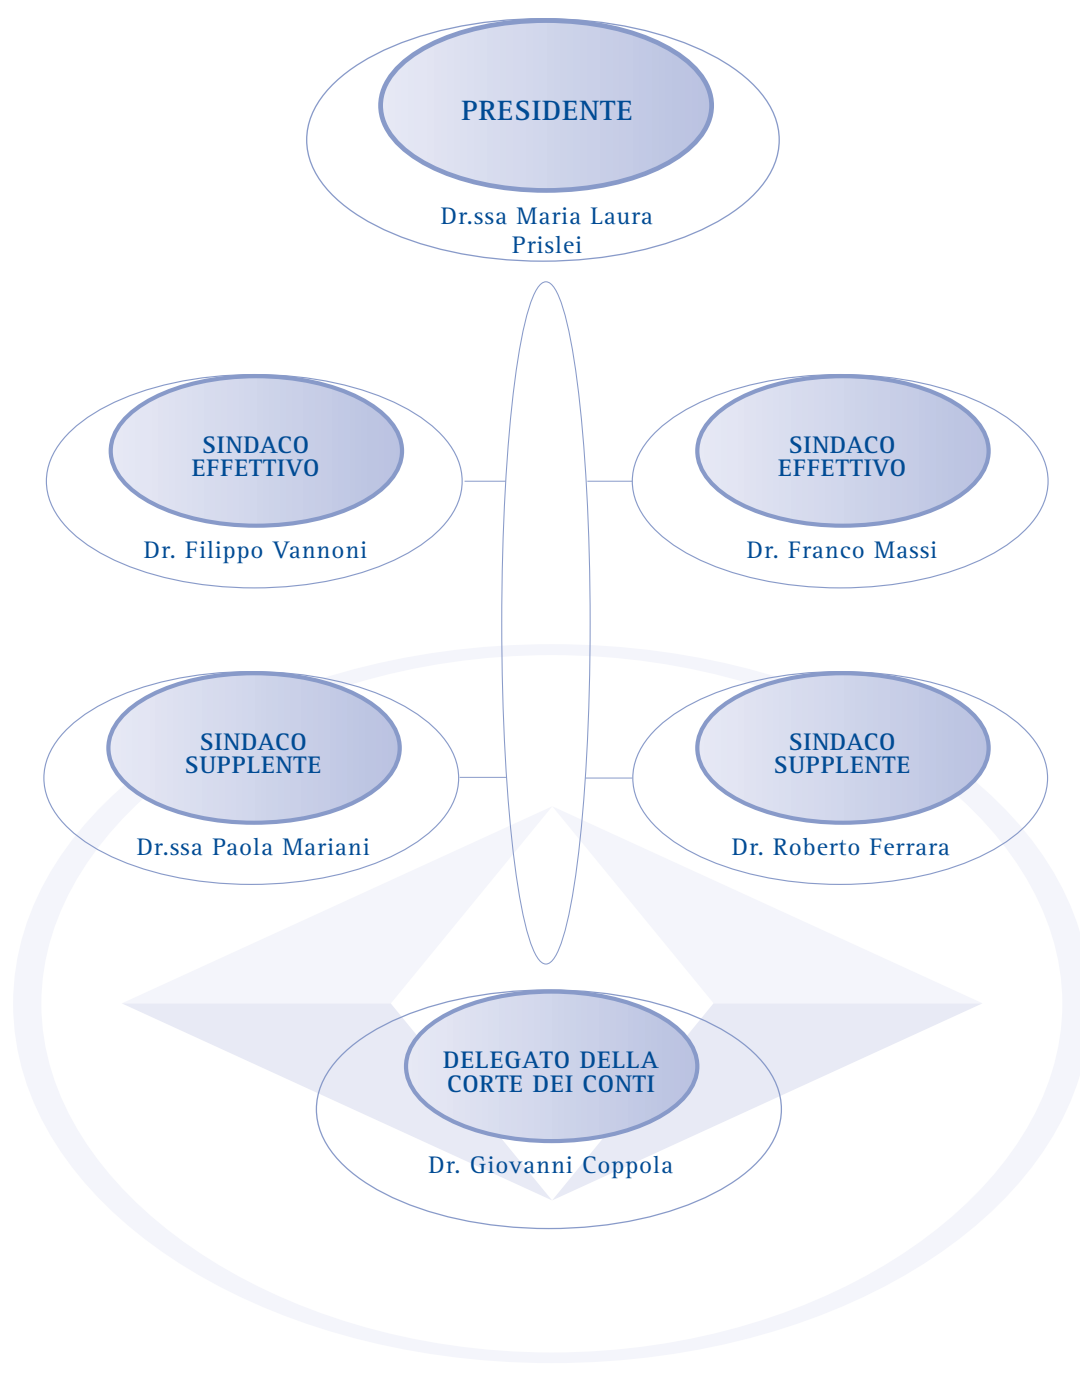 PRESIDENTE
Dr.ssa Maria Laura
Prislei
SINDACO
EFFETTIVO
Dr. Filippo Vannoni
SINDACO
EFFETTIVO
Dr. Franco Massi
SINDACO
SUPPLENTE
Dr.ssa Paola Mariani
SINDACO
SUPPLENTE
Dr. Roberto Ferrara
DELEGATO DELLA
CORTE DEI CONTI
Dr. Giovanni Coppola